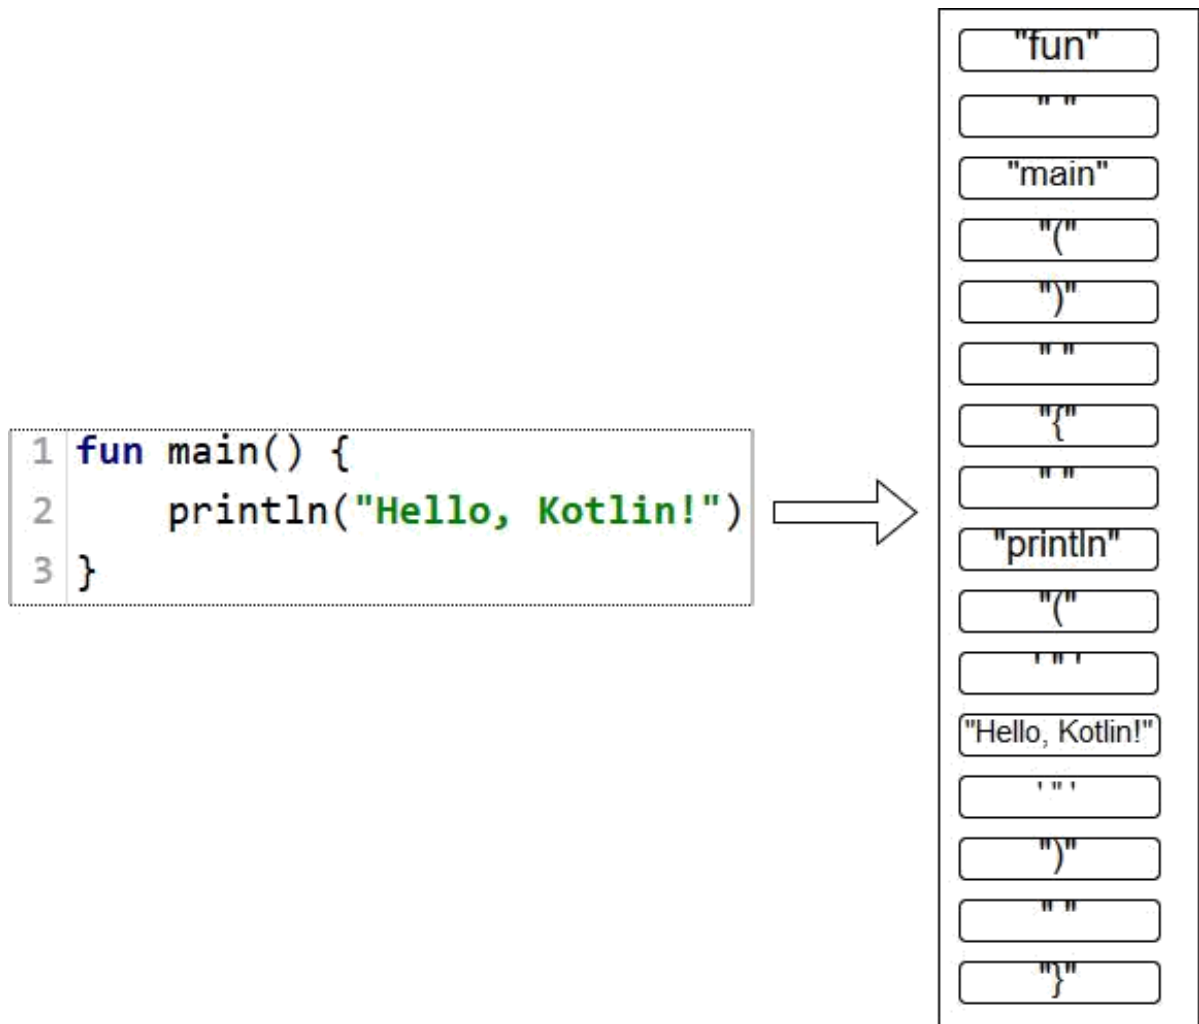 1 fun main() {
2 println("Hello, Kotlin!")
3 }
"fun"
" "
"main"
"("
")"
" "
"{"
" "
"println"
"("
' " '
"Hello, Kotlin!"
' " '
")"
" "
"}"